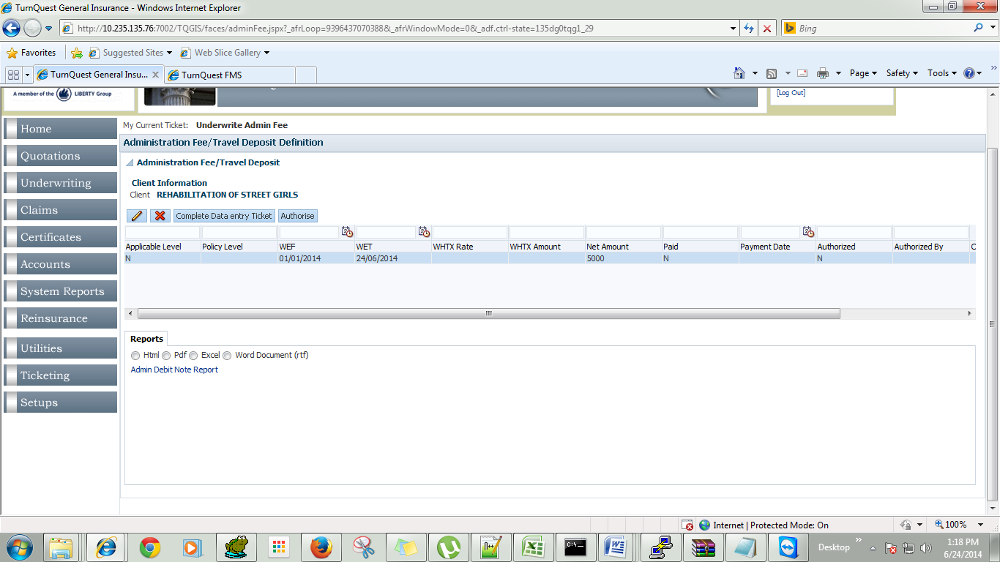 TurnQuest General Insurance - Windows Internet Explorer
http://10.235.135.76:7002/TQGIS/faces/adminFee.jspx?_afrLoop=9396437070388&_afrWindowMode=0&_adf.ctrl-state=135dg0tqg1_29
Bing
Favorites Suggested Sites Web Slice Gallery
TurnQuest General Insu... TurnQuest FMS
Page Safety Tools
A member of the LIBERTY Group
[Log Out]
Home
Quotations
Underwriting
Claims
Certificates
Accounts
System Reports
Reinsurance
Utilities
Ticketing
Setups
My Current Ticket: Underwrite Admin Fee
Administration Fee/Travel Deposit Definition
Administration Fee/Travel Deposit
Client Information
Client REHABILITATION OF STREET GIRLS
Complete Data entry Ticket Authorise
Applicable Level Policy Level WEF WET WHTX Rate WHTX Amount Net Amount Paid Payment Date Authorized Authorized By
N 01/01/2014 24/06/2014 5000 N N
Reports
Html Pdf Excel Word Document (rtf)
Admin Debit Note Report
Internet | Protected Mode: On
100%
Desktop
1:18 PM
6/24/2014